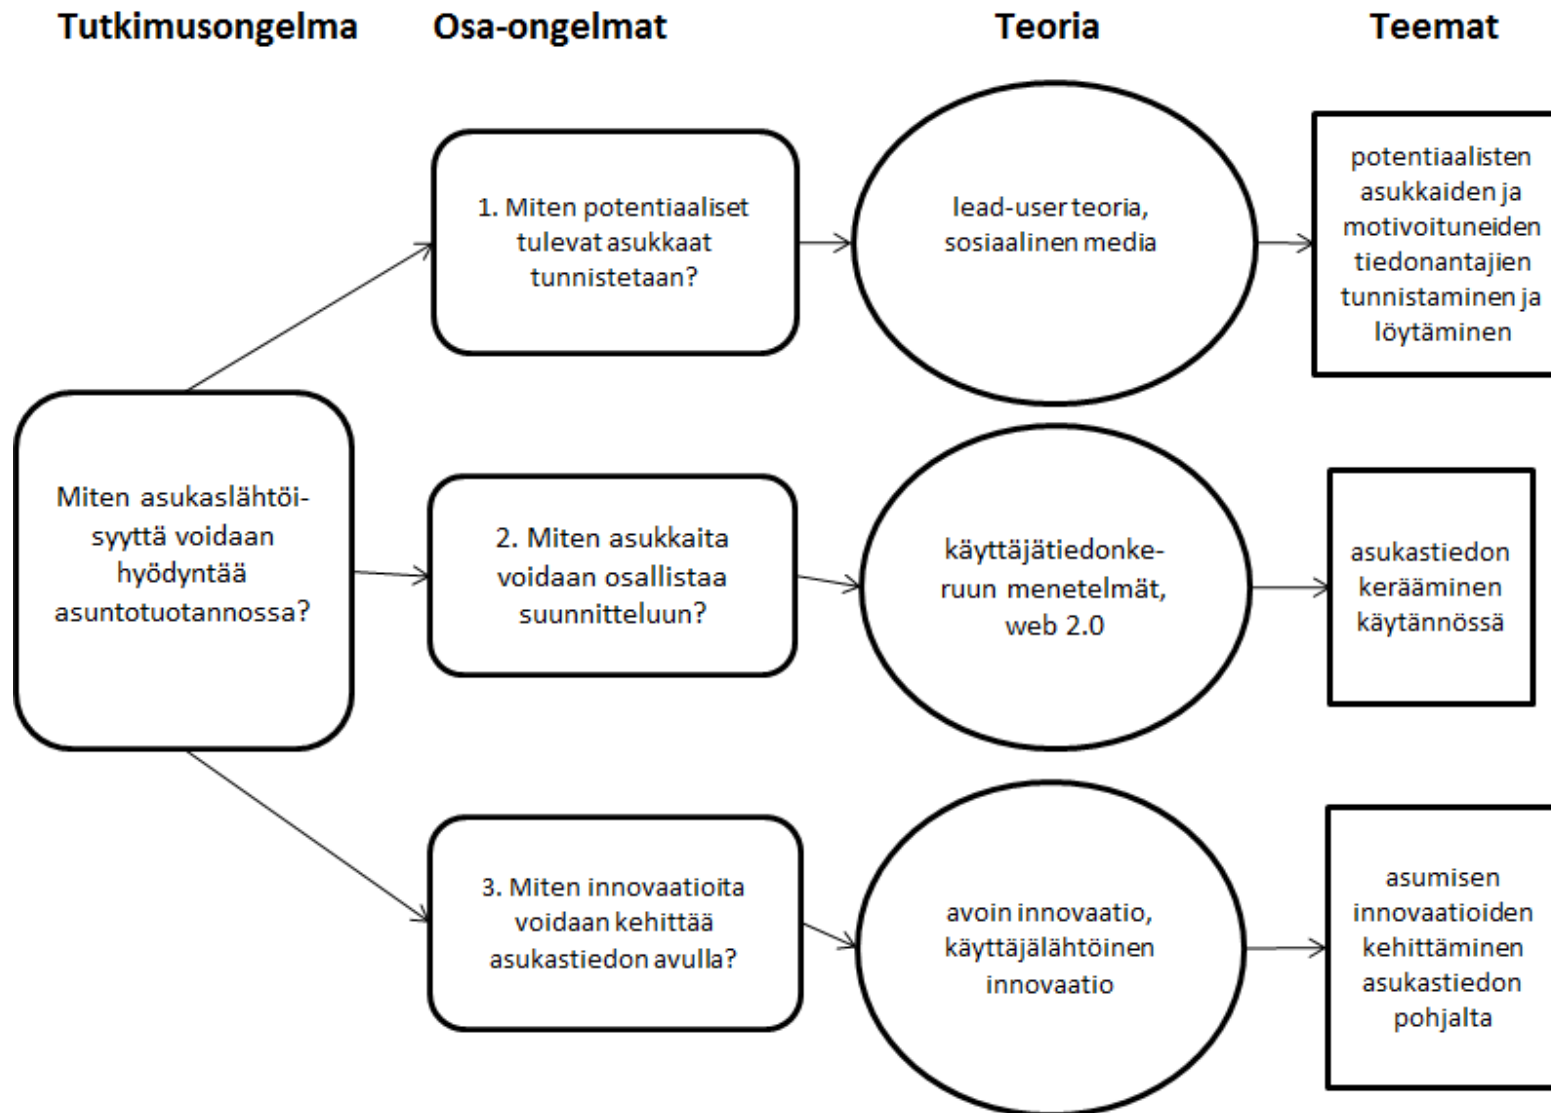 Tutkimusongelma
Osa-ongelmat
Teoria
Teemat
Miten asukaslähtöi-
syyttä voidaan
hyödyntää
asuntotuotannossa?
1. Miten potentiaaliset
tulevat asukkaat
tunnistetaan?
lead-user teoria,
sosiaalinen media
potentiaalisten
asukkaiden ja
motivoituneiden
tiedonantajien
tunnistaminen ja
löytäminen
2. Miten asukkaita
voidaan osallistaa
suunnitteluun?
käyttäjätiedonke-
ruun menetelmät,
web 2.0
asukastiedon
kerääminen
käytännössä
3. Miten innovaatioita
voidaan kehittää
asukastiedon avulla?
avoin innovaatio,
käyttäjälähtöinen
innovaatio
asumisen
innovaatioiden
kehittäminen
asukastiedon
pohjalta